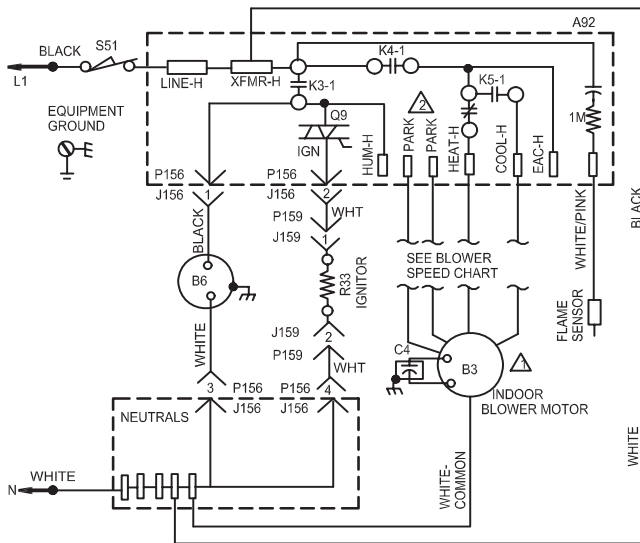 A92
BLACK
S51
L1
LINE-H
XFMR-H
K4-1
K3-1
K5-1
EQUIPMENT
GROUND
Q9
IGN
HUM-H
PARK
2
PARK
HEAT-H
COOL-H
EAC-H
1M
P156
P156
J156
1
J156
2
WHT
P159
J159
1
BLACK
B6
R33
IGNITOR
SEE BLOWER
SPEED CHART
WHITE/PINK
BLACK
FLAME
SENSOR
J159
2
P159
WHT
WHITE
C4
B3
1
INDOOR
BLOWER MOTOR
3
P156
P156
4
J156
J156
NEUTRALS
WHITE-
COMMON
WHITE
WHITE
N